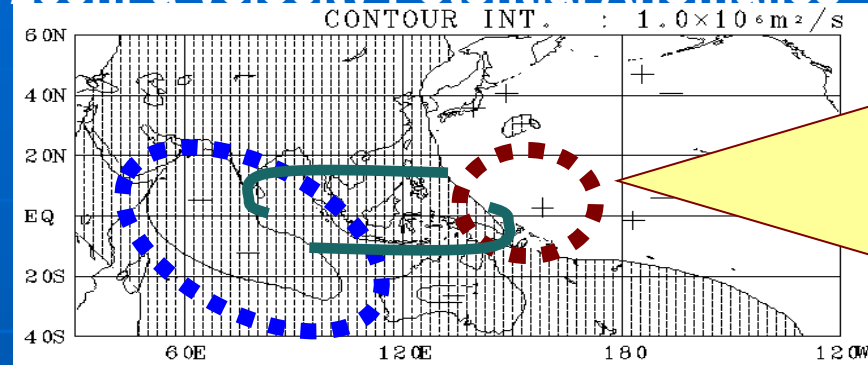 CONTOUR INT. : 1.0×10⁶m²/s
60N
40N
20N
EQ
20S
40S
60E 120E 180 120W